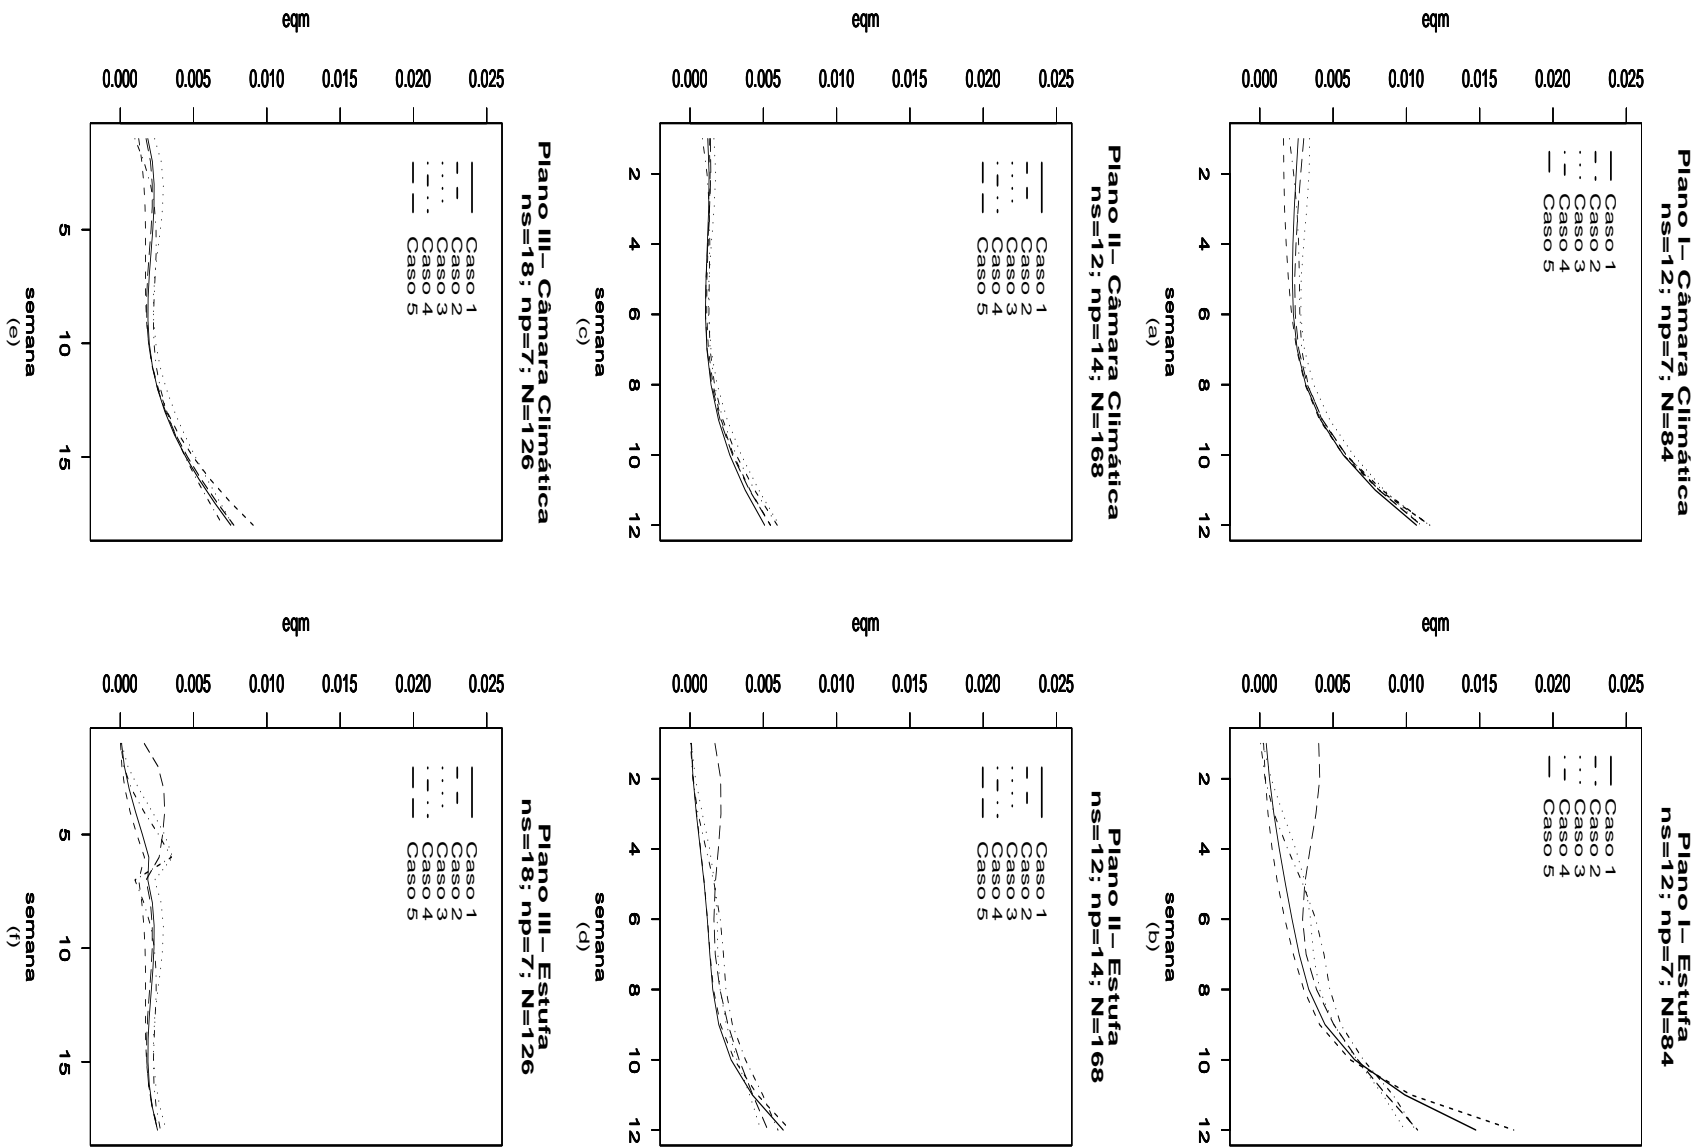 Plano I– Câmara Climática
ns=12; np=7; N=84
eqm
0.000 0.005 0.010 0.015 0.020 0.025
Caso 1
Caso 2
Caso 3
Caso 4
Caso 5
2 4 6 8 10 12
semana
(a)
Plano I– Estufa
ns=12; np=7; N=84
eqm
0.000 0.005 0.010 0.015 0.020 0.025
Caso 1
Caso 2
Caso 3
Caso 4
Caso 5
2 4 6 8 10 12
semana
(b)
Plano II– Câmara Climática
ns=12; np=14; N=168
eqm
0.000 0.005 0.010 0.015 0.020 0.025
Caso 1
Caso 2
Caso 3
Caso 4
Caso 5
2 4 6 8 10 12
semana
(c)
Plano II– Estufa
ns=12; np=14; N=168
eqm
0.000 0.005 0.010 0.015 0.020 0.025
Caso 1
Caso 2
Caso 3
Caso 4
Caso 5
2 4 6 8 10 12
semana
(d)
Plano III– Câmara Climática
ns=18; np=7; N=126
eqm
0.000 0.005 0.010 0.015 0.020 0.025
Caso 1
Caso 2
Caso 3
Caso 4
Caso 5
5 10 15
semana
(e)
Plano III– Estufa
ns=18; np=7; N=126
eqm
0.000 0.005 0.010 0.015 0.020 0.025
Caso 1
Caso 2
Caso 3
Caso 4
Caso 5
5 10 15
semana
(f)